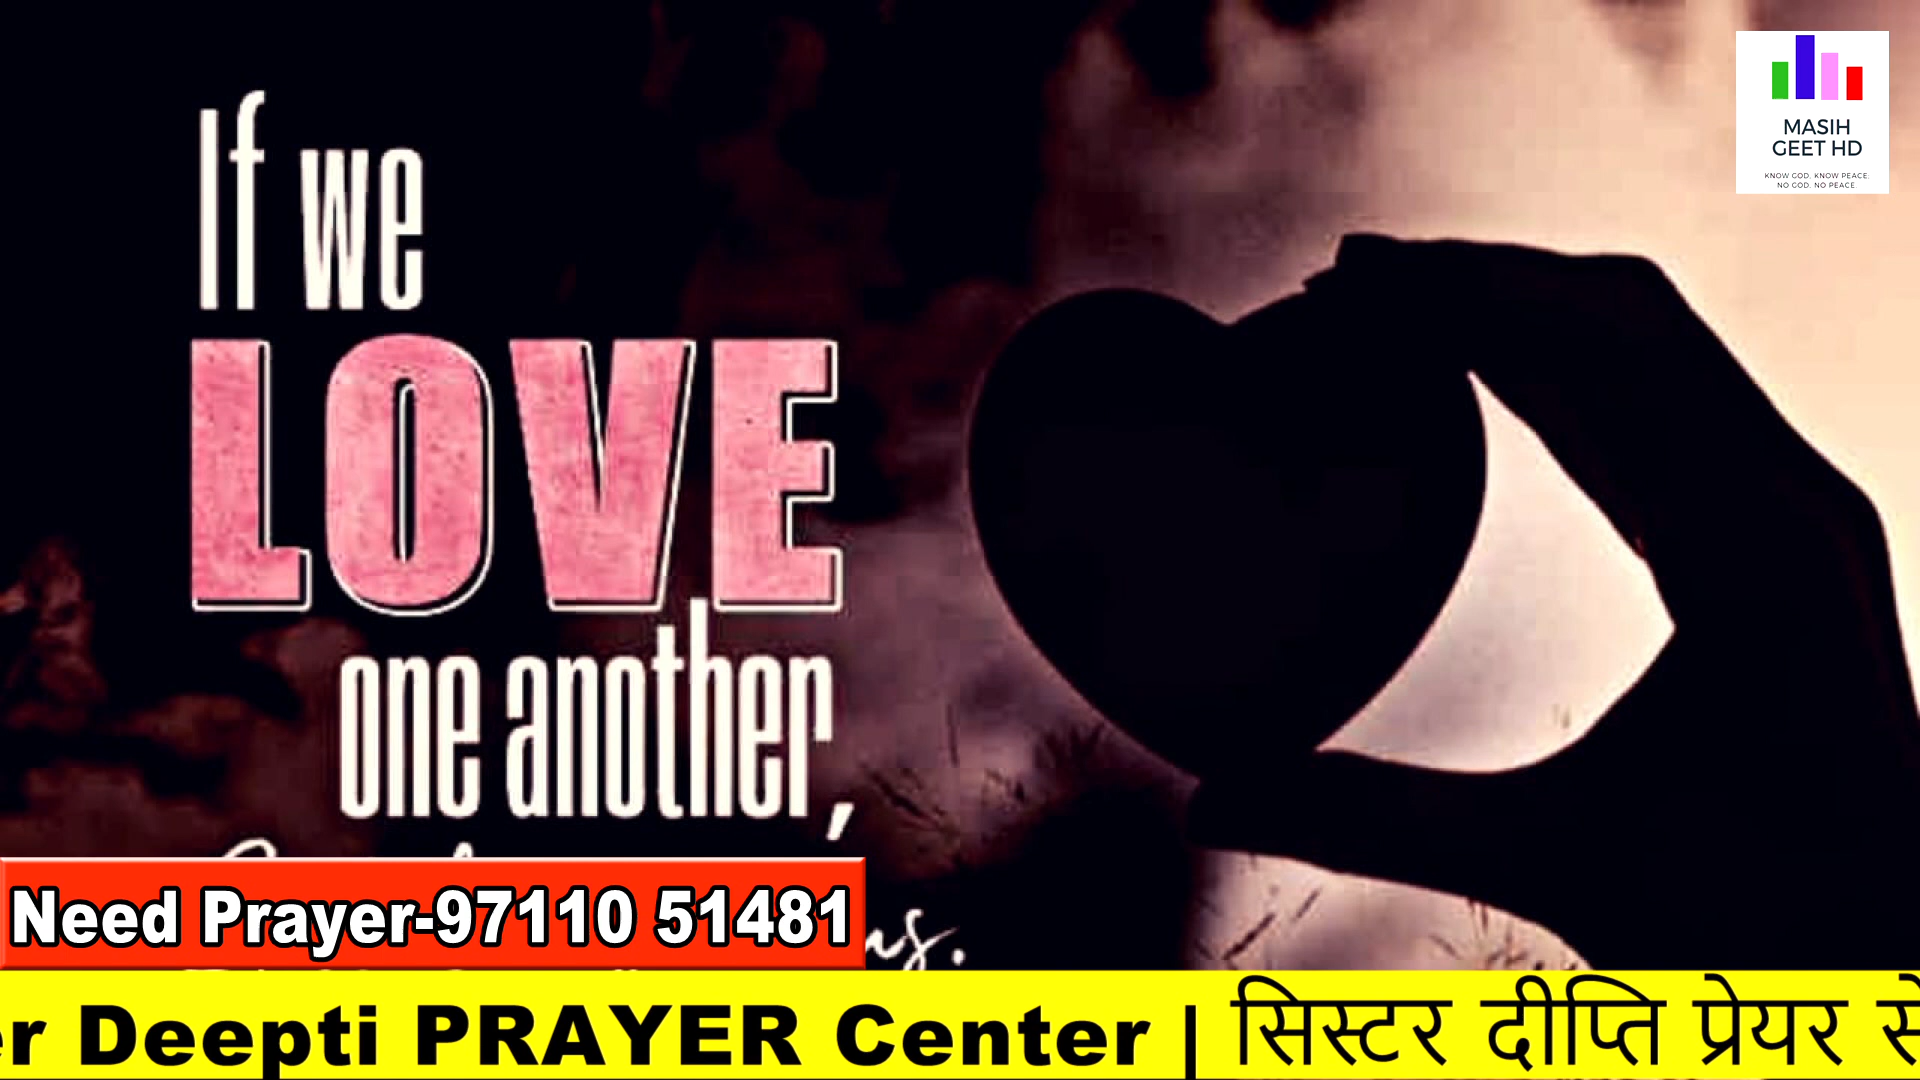 MASIH
GEET HD
KNOW GOD. KNOW PEACE.
NO GOD. NO PEACE.
If we
LOVE
one another,
Need Prayer-97110 51481
Deepti PRAYER Center | सिस्टर दीप्ति प्रेयर